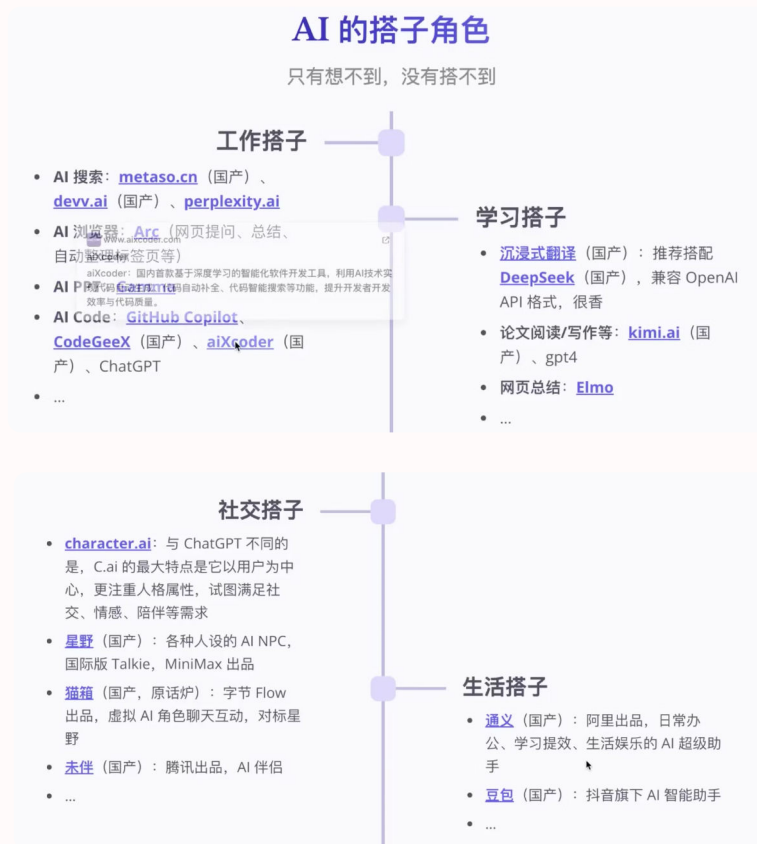 AI 的搭子角色
只有想不到，没有搭不到
工作搭子
• AI 搜索：metaso.cn（国产）、
devv.ai（国产）、perplexity.ai
• AI 浏览器：Arc（网页提问、总结、
自动整理标签页等）
www.aixcoder.com
aiXcoder
aiXcoder：国内首款基于深度学习的智能化软件开发工具，利用AI技术实
代码自动补全、代码智能搜索等功能，提升开发者开发
效率与代码质量。
• AI PPT：Gamma
• AI Code：GitHub Copilot、
CodeGeeX（国产）、aiXcoder（国
产）、ChatGPT
• ...
学习搭子
• 沉浸式翻译（国产）：推荐搭配
DeepSeek（国产），兼容 OpenAI
API 格式，很香
• 论文阅读/写作等：kimi.ai（国
产）、gpt4
• 网页总结：Elmo
• ...
社交搭子
• character.ai：与 ChatGPT 不同的
是，C.ai 的最大特点是它以用户为中
心，更注重人格属性，试图满足社
交、情感、陪伴等需求
• 星野（国产）：各种人设的 AI NPC，
国际版 Talkie，MiniMax 出品
• 猫箱（国产，原话炉）：字节 Flow
出品，虚拟 AI 角色聊天互动，对标星
野
• 未伴（国产）：腾讯出品，AI 伴侣
• ...
生活搭子
• 通义（国产）：阿里出品，日常办
公、学习提效、生活娱乐的 AI 超级助
手
• 豆包（国产）：抖音旗下 AI 智能助手
• ...